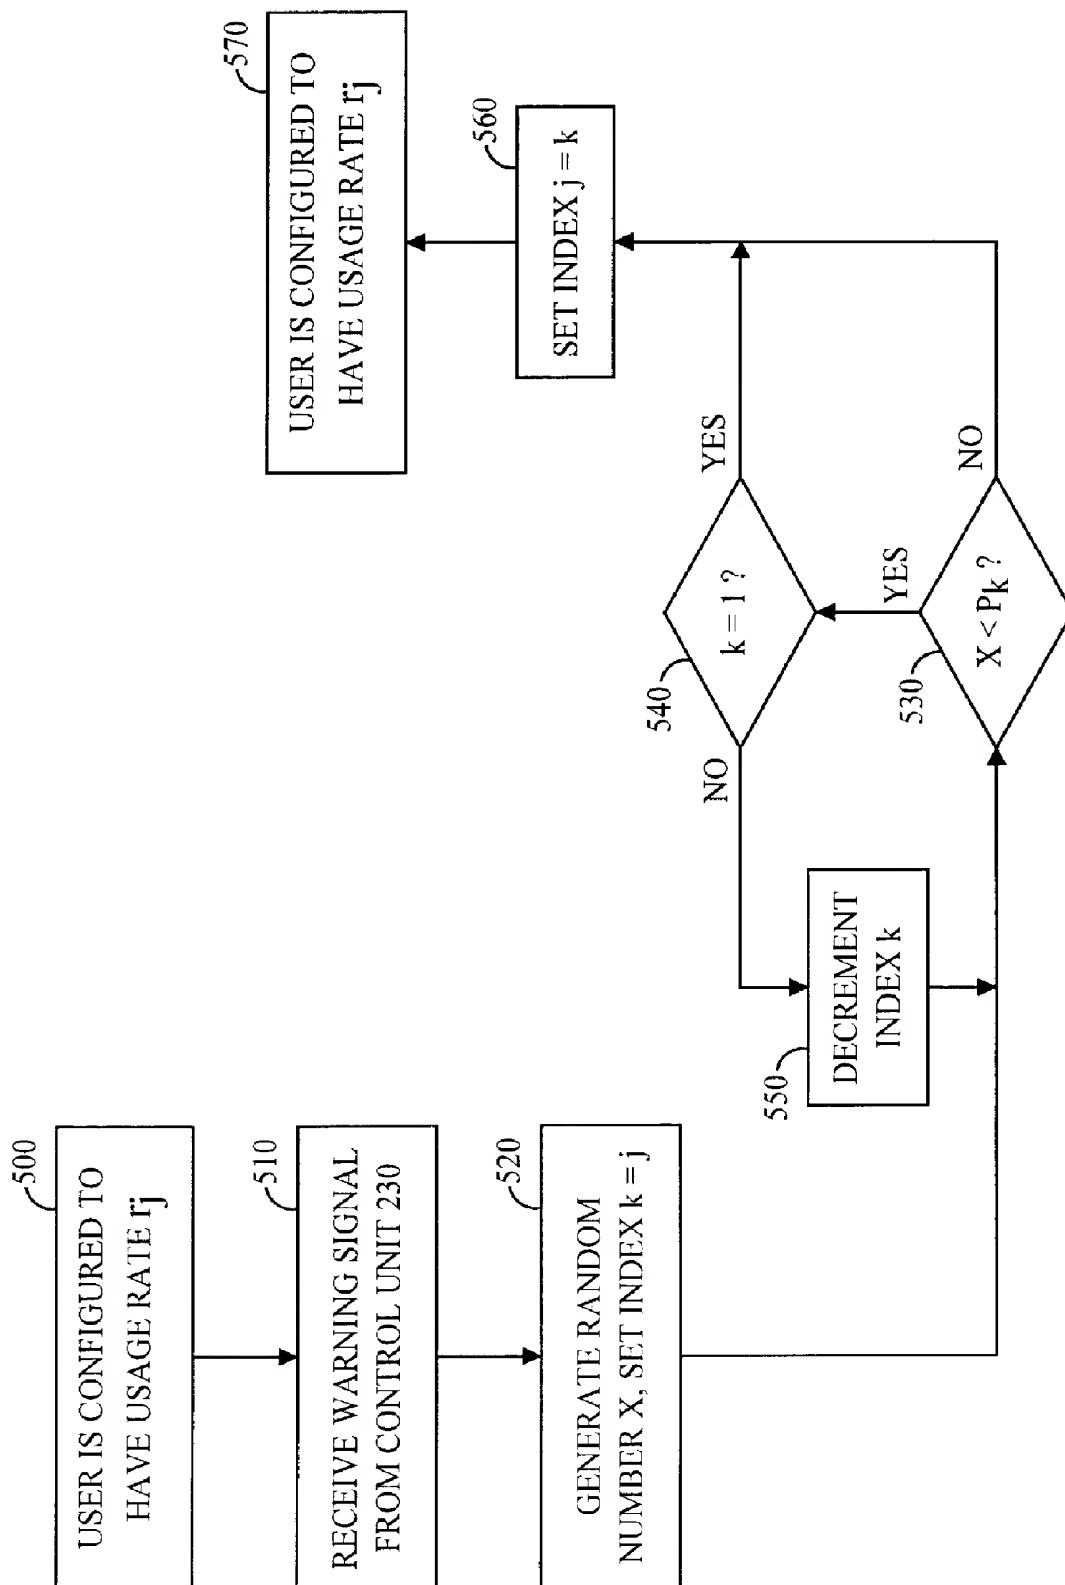 500
USER IS CONFIGURED TO
HAVE USAGE RATE rj
510
RECEIVE WARNING SIGNAL
FROM CONTROL UNIT 230
520
GENERATE RANDOM
NUMBER X, SET INDEX k = j
530
X < Pk ?
YES
NO
540
k = 1 ?
YES
NO
550
DECREMENT
INDEX k
560
SET INDEX j = k
570
USER IS CONFIGURED TO
HAVE USAGE RATE rj